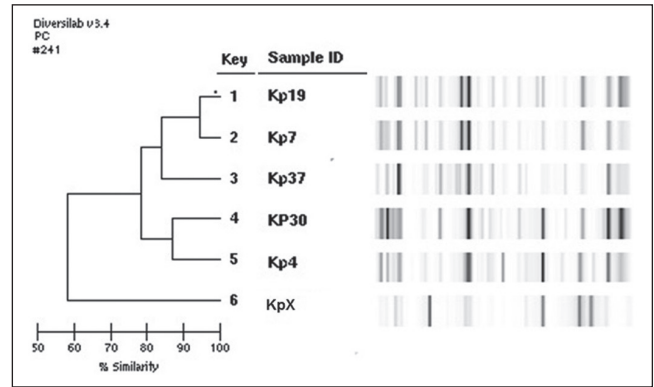 Diversilab v3.4
PC
#241
Key Sample ID
1 Kp19
2 Kp7
3 Kp37
4 KP30
5 Kp4
6 KpX
50 60 70 80 90 100
% Similarity